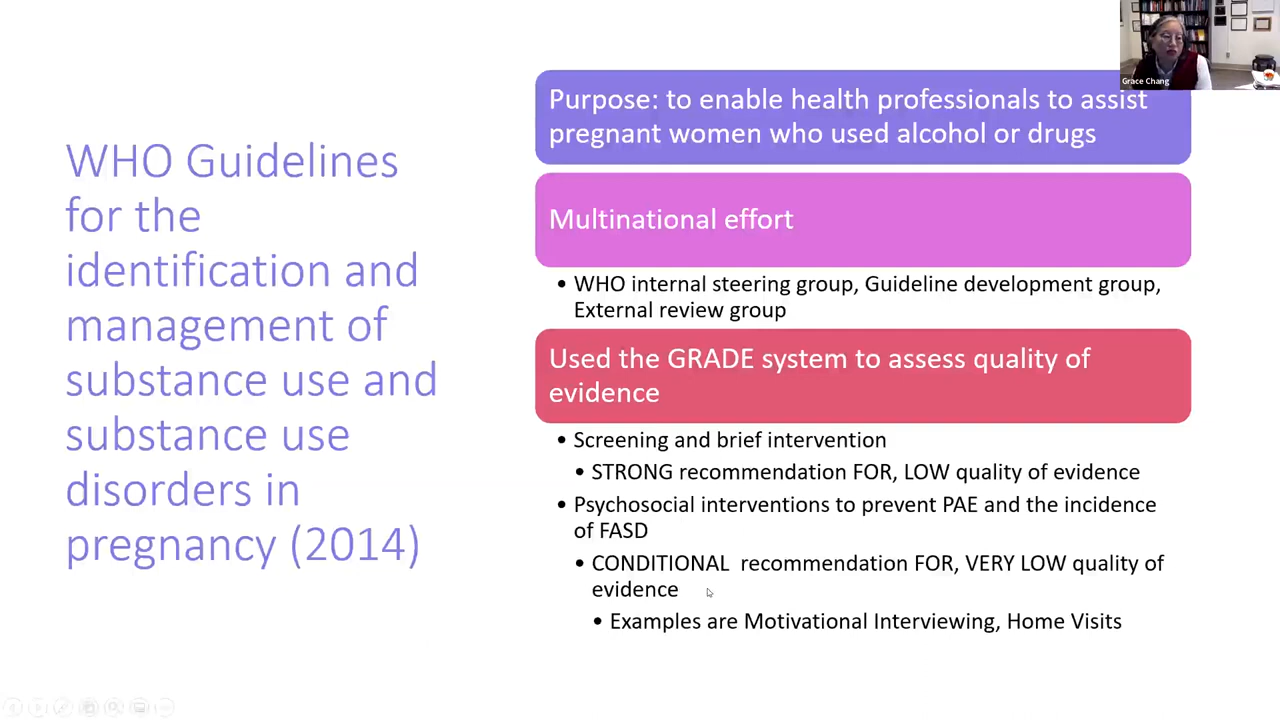 WHO Guidelines
for the
identification and
management of
substance use and
substance use
disorders in
pregnancy (2014)
Purpose: to enable health professionals to assist
pregnant women who used alcohol or drugs
Multinational effort
• WHO internal steering group, Guideline development group,
External review group
Used the GRADE system to assess quality of
evidence
• Screening and brief intervention
• STRONG recommendation FOR, LOW quality of evidence
• Psychosocial interventions to prevent PAE and the incidence
of FASD
• CONDITIONAL recommendation FOR, VERY LOW quality of
evidence
• Examples are Motivational Interviewing, Home Visits
Grace Chang